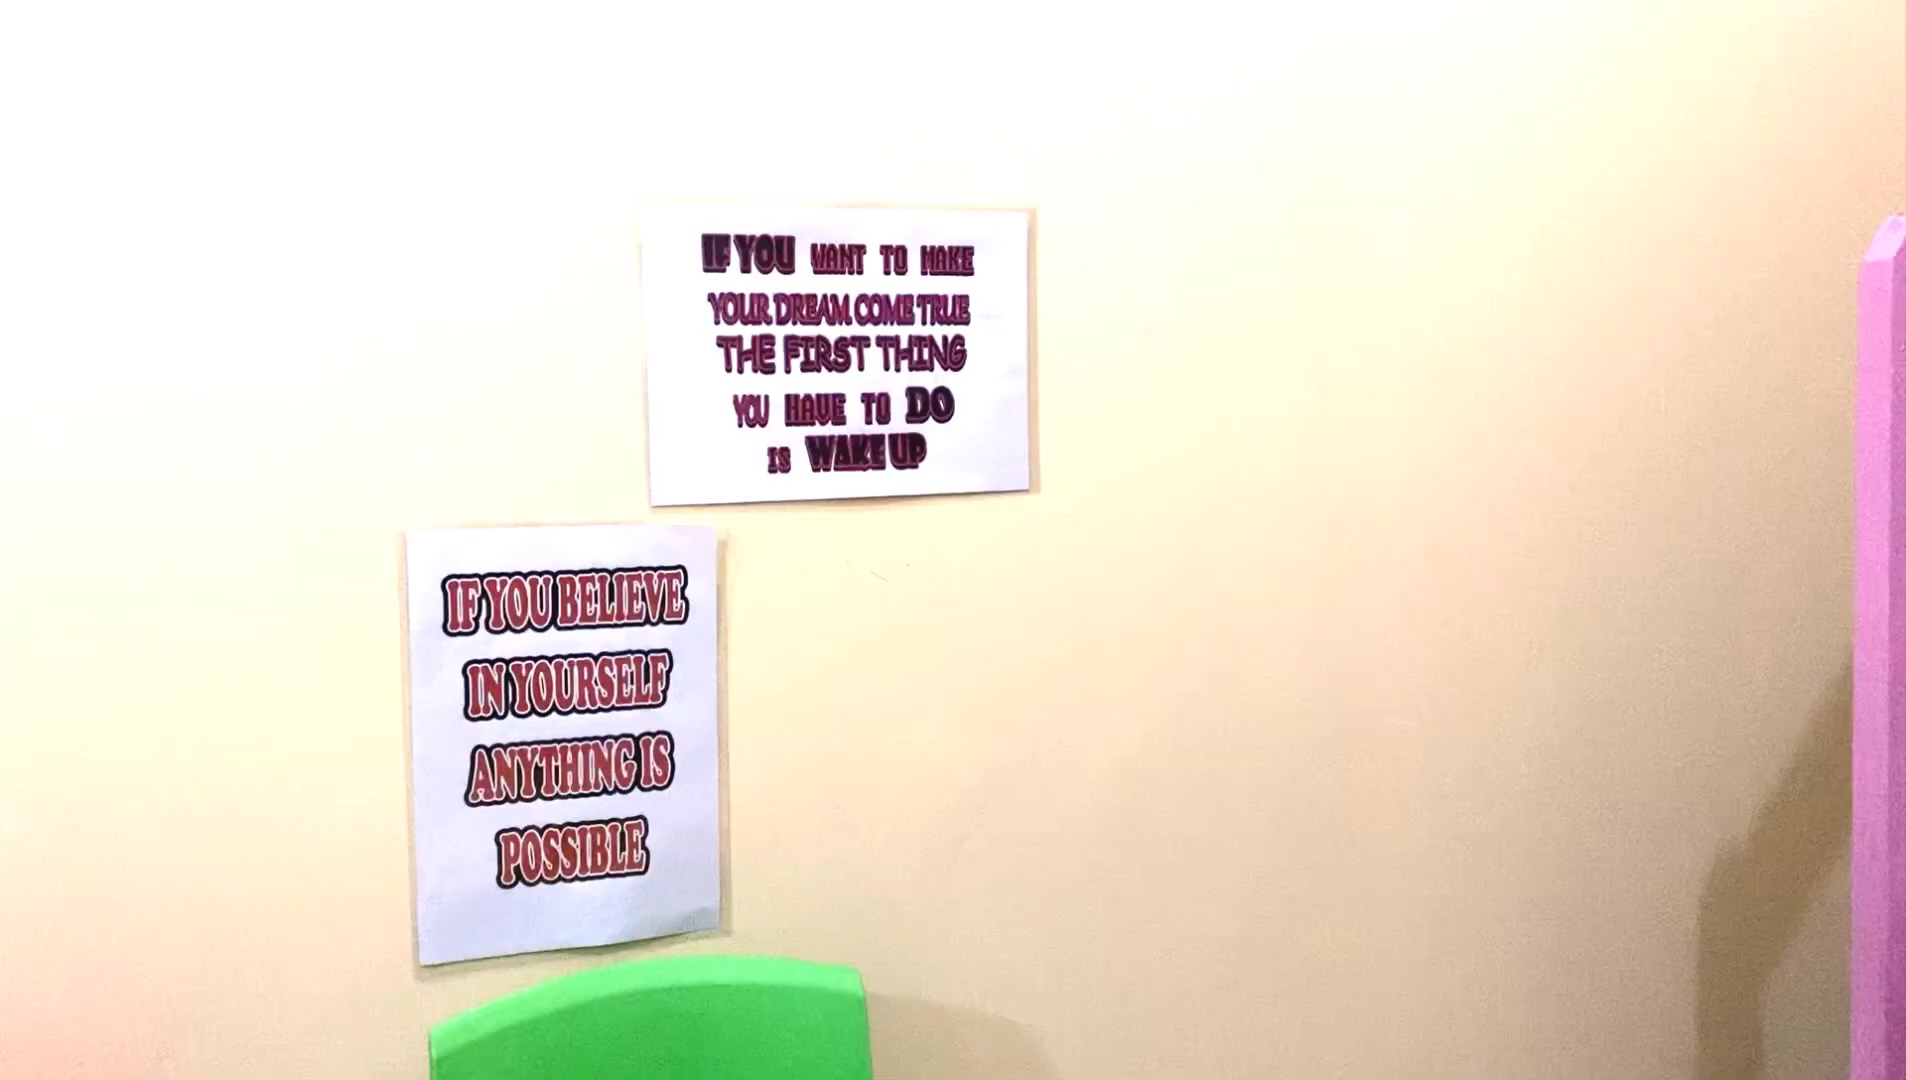 IF YOU WANT TO MAKE
YOUR DREAM COME TRUE
THE FIRST THING
YOU HAVE TO DO
IS WAKE UP
IF YOU BELIEVE
IN YOURSELF
ANYTHING IS
POSSIBLE